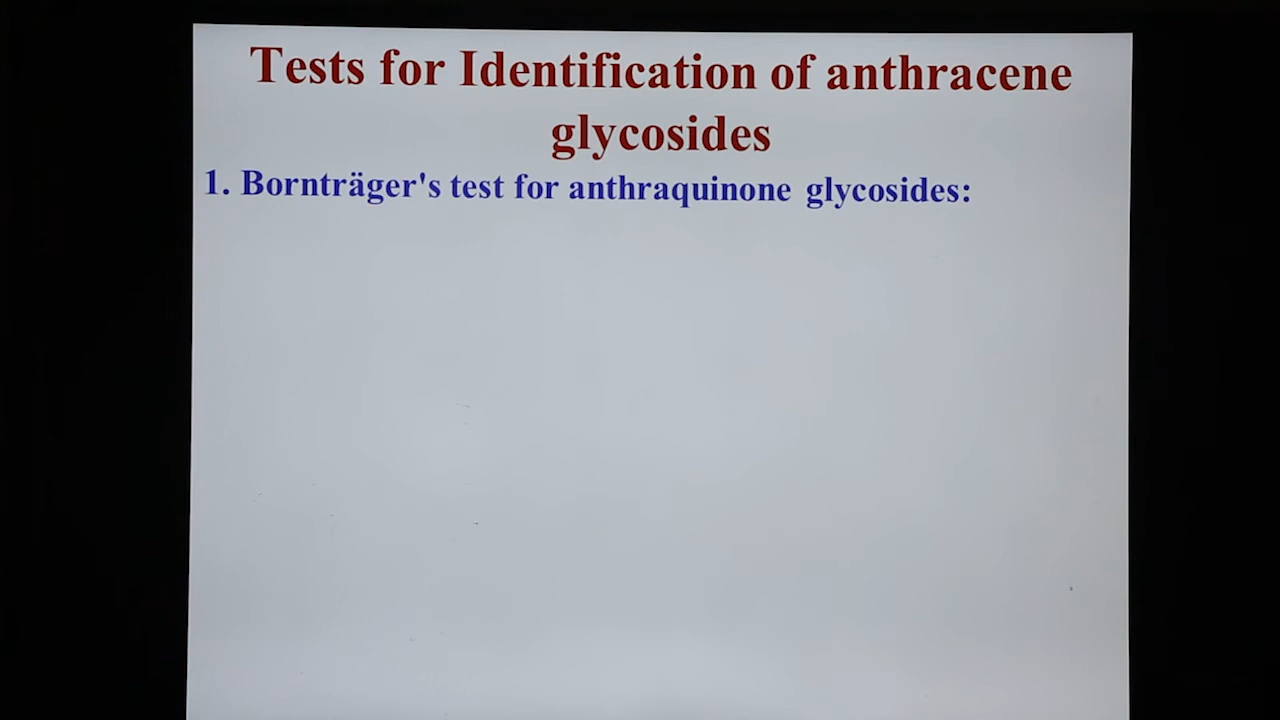 Tests for Identification of anthracene
glycosides
1. Bornträger's test for anthraquinone glycosides: